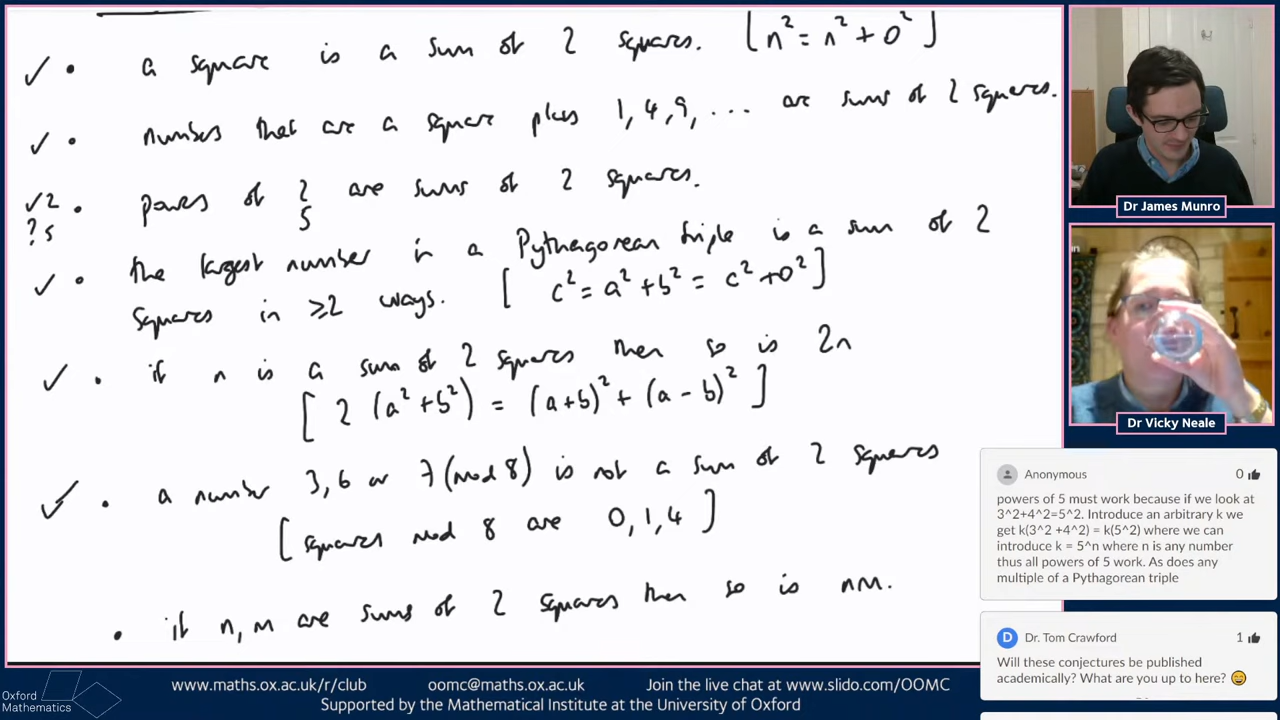 ✓ • a square is a sum of 2 squares. [n² = n² + 0²]
✓ • numbers that are a square plus 1, 4, 9, ... are sums of 2 squares.
✓2 • powers of 2 are sums of 2 squares.
? 5 5
✓ • the largest number in a Pythagorean triple is a sum of 2
squares in ≥2 ways. [c² = a² + b² = c² + 0²]
✓ • if n is a sum of 2 squares then so is 2n
[2 (a² + b²) = (a+b)² + (a - b)²]
✓ • a number 3, 6 or 7 (mod 8) is not a sum of 2 squares
[squares mod 8 are 0, 1, 4]
• if n, m are sums of 2 squares then so is nm.
Dr James Munro
Dr Vicky Neale
Anonymous 0
powers of 5 must work because if we look at
3^2+4^2=5^2. Introduce an arbitrary k we
get k(3^2 +4^2) = k(5^2) where we can
introduce k = 5^n where n is any number
thus all powers of 5 work. As does any
multiple of a Pythagorean triple
D Dr. Tom Crawford 1
Will these conjectures be published
academically? What are you up to here? 😅
Oxford
Mathematics
www.maths.ox.ac.uk/r/club oomc@maths.ox.ac.uk Join the live chat at www.slido.com/OOMC
Supported by the Mathematical Institute at the University of Oxford